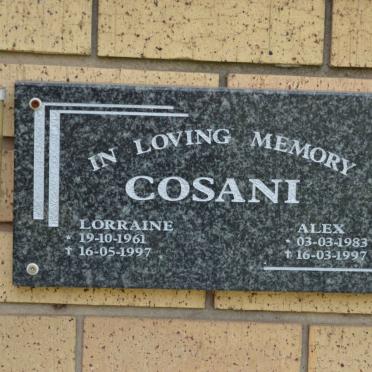 IN LOVING MEMORY
COSANI
LORRAINE ALEX
* 19-10-1961 * 03-03-1983
† 16-05-1997 † 16-03-1997